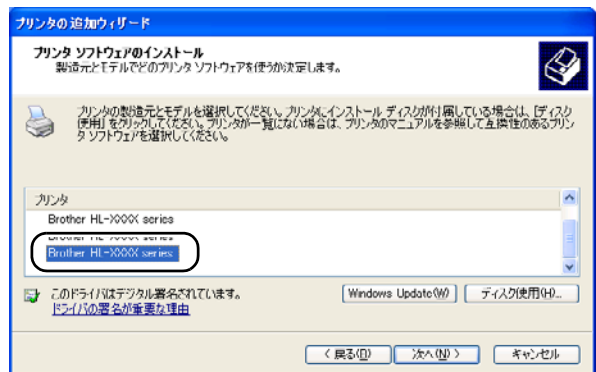 プリンタの追加ウィザード
プリンタ ソフトウェアのインストール
製造元とモデルでどのプリンタ ソフトウェアを使うか決定します。
プリンタの製造元とモデルを選択してください。プリンタにインストール ディスクが付属している場合は、[ディスク
使用] をクリックしてください。プリンタが一覧にない場合は、プリンタのマニュアルを参照して互換性のあるプリン
タ ソフトウェアを選択してください。
プリンタ
Brother HL-XXXX series
Brother HL-XXXX series
Brother HL-XXXX series
このドライバはデジタル署名されています。
ドライバの署名が重要な理由
Windows Update(W)
ディスク使用(H)...
< 戻る(B)
次へ(N) >
キャンセル